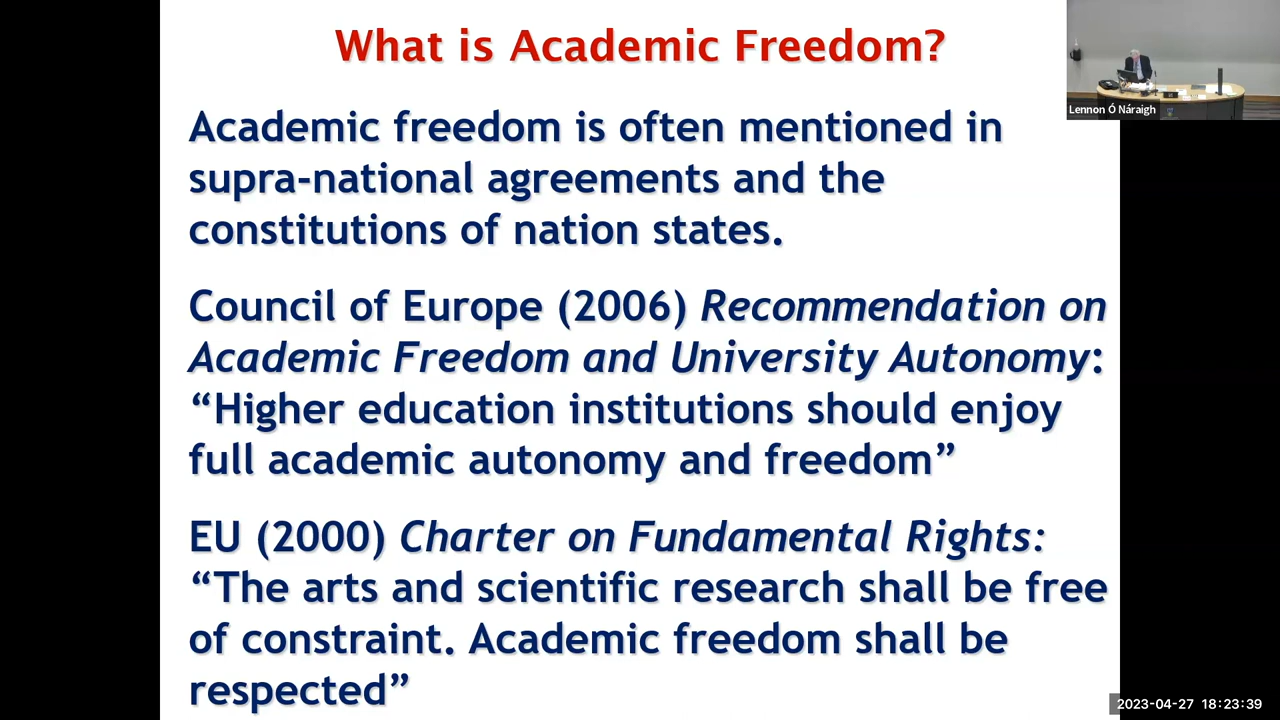 What is Academic Freedom?
Lennon Ó Náraigh
Academic freedom is often mentioned in
supra-national agreements and the
constitutions of nation states.
Council of Europe (2006) Recommendation on
Academic Freedom and University Autonomy:
“Higher education institutions should enjoy
full academic autonomy and freedom”
EU (2000) Charter on Fundamental Rights:
“The arts and scientific research shall be free
of constraint. Academic freedom shall be
respected”
2023-04-27 18:23:39